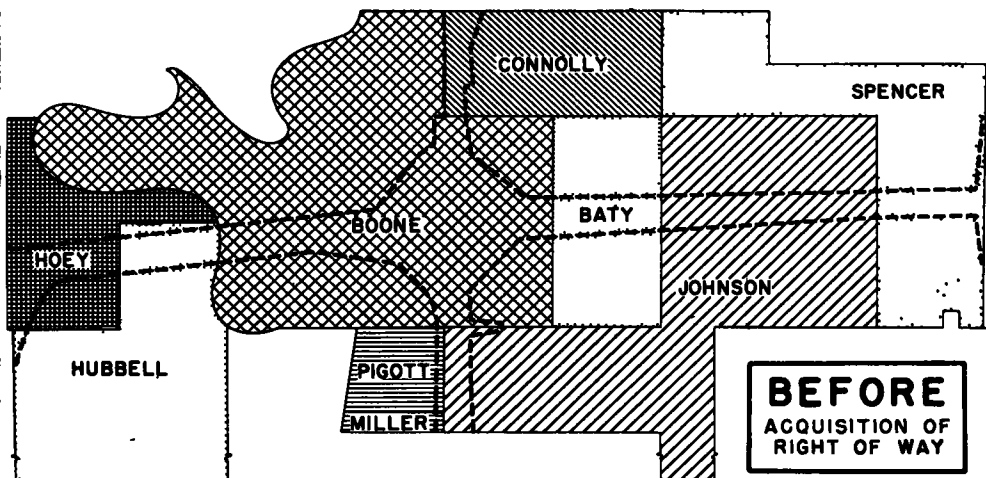 CONNOLLY
SPENCER
BOONE
BATY
HOEY
JOHNSON
HUBBELL
PIGOTT
MILLER
BEFORE
ACQUISITION OF
RIGHT OF WAY